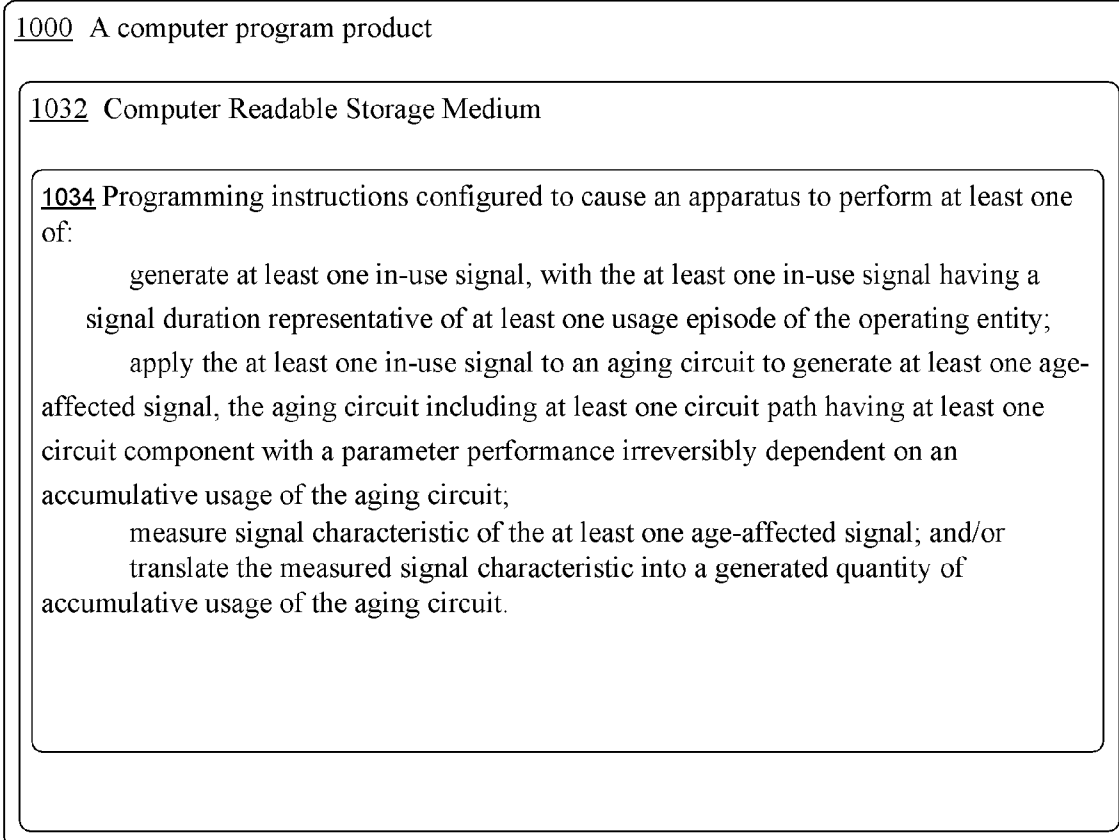 1000 A computer program product
1032 Computer Readable Storage Medium
1034 Programming instructions configured to cause an apparatus to perform at least one
of:
generate at least one in-use signal, with the at least one in-use signal having a
signal duration representative of at least one usage episode of the operating entity;
apply the at least one in-use signal to an aging circuit to generate at least one age-
affected signal, the aging circuit including at least one circuit path having at least one
circuit component with a parameter performance irreversibly dependent on an
accumulative usage of the aging circuit;
measure signal characteristic of the at least one age-affected signal; and/or
translate the measured signal characteristic into a generated quantity of
accumulative usage of the aging circuit.